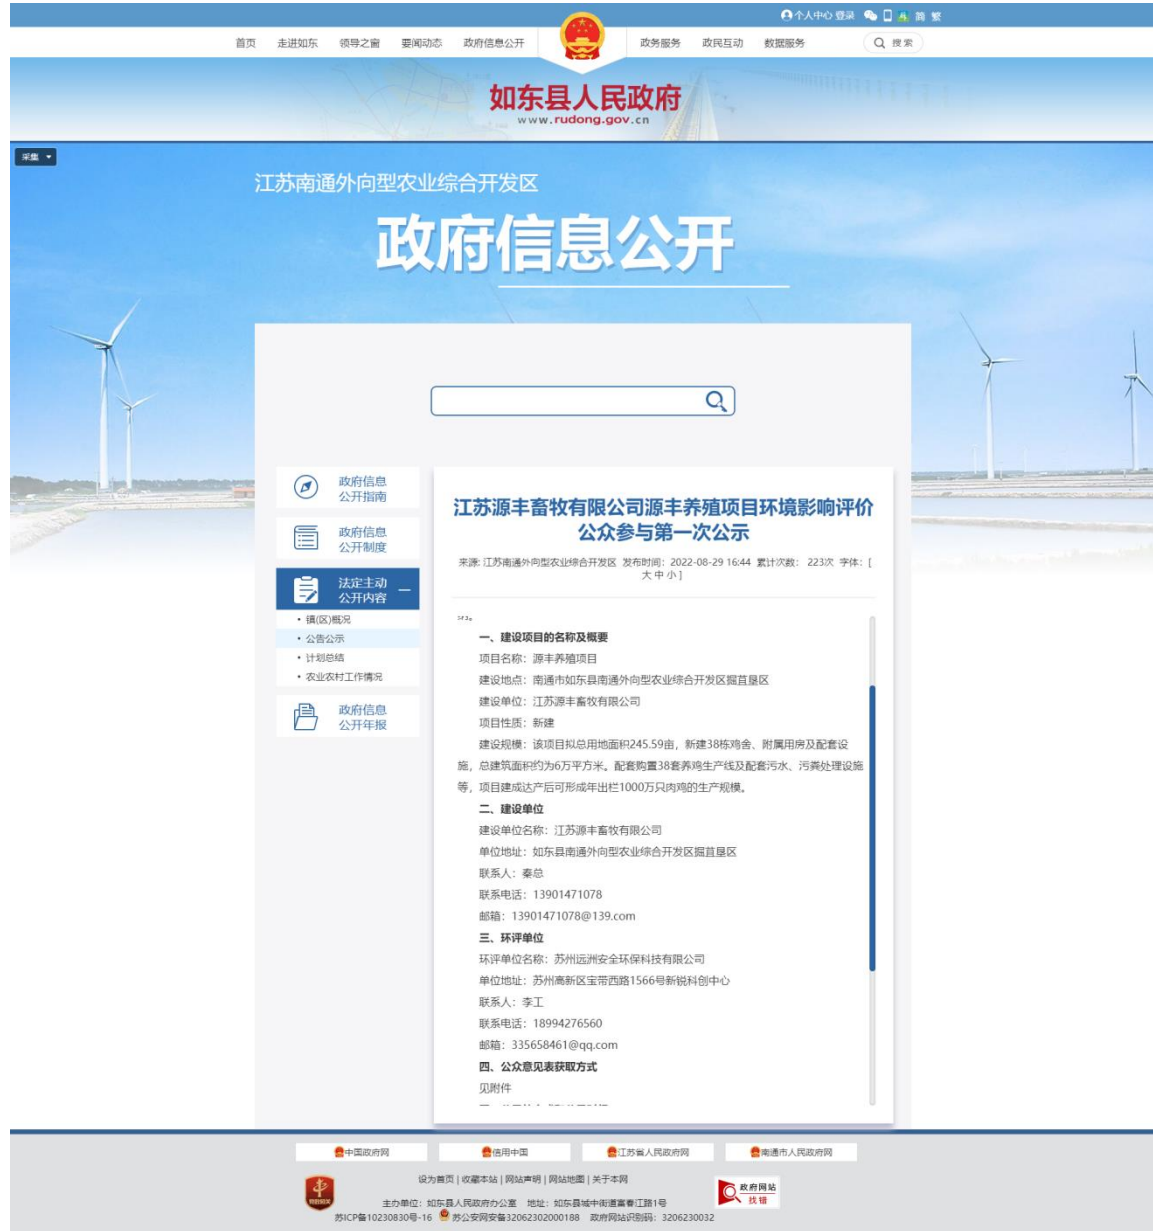 个人中心 登录 简 繁
首页 走进如东 领导之窗 要闻动态 政府信息公开 政务服务 政民互动 数据服务 搜索
如东县人民政府
www.rudong.gov.cn
采集
江苏南通外向型农业综合开发区
政府信息公开
政府信息
公开指南
政府信息
公开制度
法定主动
公开内容
• 镇(区)概况
• 公告公示
• 计划总结
• 农业农村工作情况
政府信息
公开年报
江苏源丰畜牧有限公司源丰养殖项目环境影响评价
公众参与第一次公示
来源: 江苏南通外向型农业综合开发区 发布时间：2022-08-29 16:44 累计次数： 223次 字体：[
大 中 小 ]
一、建设项目的名称及概要
项目名称：源丰养殖项目
建设地点：南通市如东县南通外向型农业综合开发区掘苴垦区
建设单位：江苏源丰畜牧有限公司
项目性质：新建
建设规模：该项目拟总用地面积245.59亩，新建38栋鸡舍、附属用房及配套设
施，总建筑面积约为6万平方米。配套购置38套养鸡生产线及配套污水、污粪处理设施
等，项目建成达产后可形成年出栏1000万只肉鸡的生产规模。
二、建设单位
建设单位名称：江苏源丰畜牧有限公司
单位地址：如东县南通外向型农业综合开发区掘苴垦区
联系人：秦总
联系电话：13901471078
邮箱：13901471078@139.com
三、环评单位
环评单位名称：苏州远洲安全环保科技有限公司
单位地址：苏州高新区宝带西路1566号新锐科创中心
联系人：李工
联系电话：18994276560
邮箱：335658461@qq.com
四、公众意见表获取方式
见附件
中国政府网 信用中国 江苏省人民政府网 南通市人民政府网
设为首页 | 收藏本站 | 网站声明 | 网站地图 | 关于本网
主办单位：如东县人民政府办公室 地址：如东县城中街道富春江路1号
苏ICP备10230830号-16 苏公安网安备32062302000188 政府网站识别码：3206230032
政府网站
找错